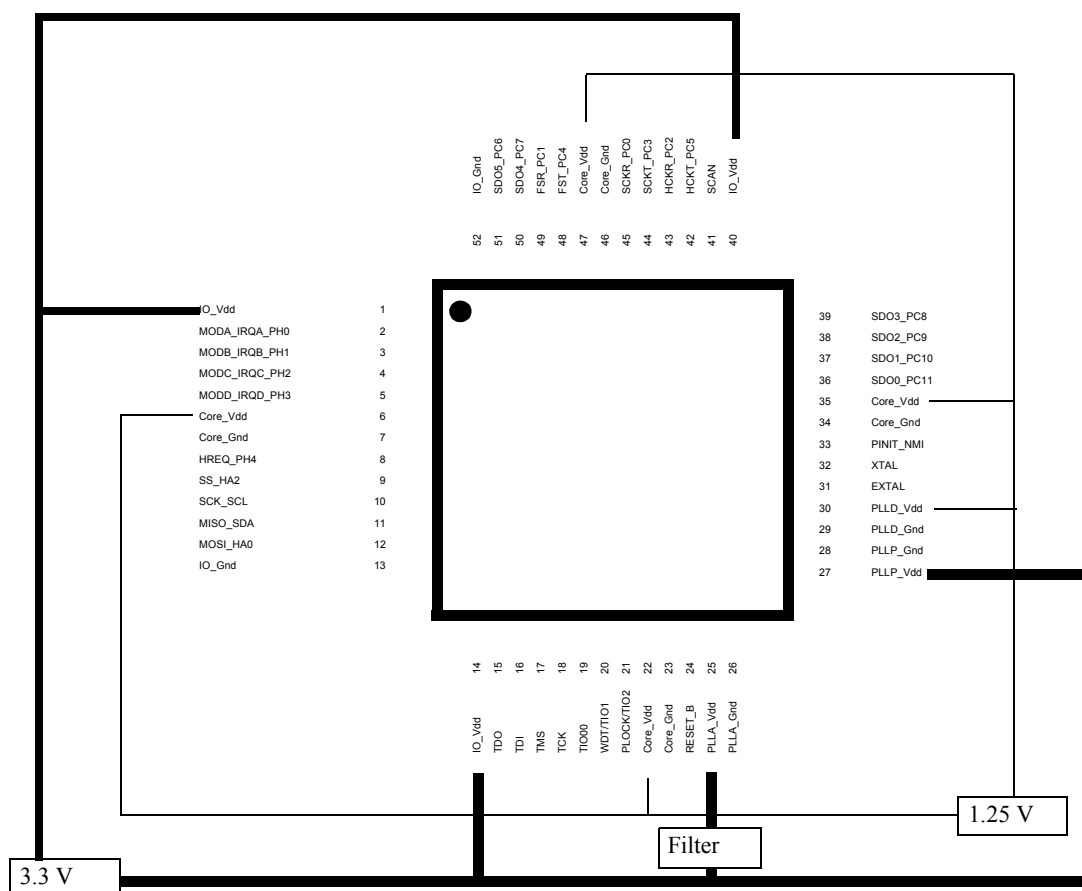 IO_Gnd
SDO5_PC6
SDO4_PC7
FSR_PC1
FST_PC4
Core_Vdd
Core_Gnd
SCKR_PC0
SCKT_PC3
HCKR_PC2
HCKT_PC5
SCAN
IO_Vdd
52
51
50
49
48
47
46
45
44
43
42
41
40
IO_Vdd 1
MODA_IRQA_PH0 2
MODB_IRQB_PH1 3
MODC_IRQC_PH2 4
MODD_IRQD_PH3 5
Core_Vdd 6
Core_Gnd 7
HREQ_PH4 8
SS_HA2 9
SCK_SCL 10
MISO_SDA 11
MOSI_HA0 12
IO_Gnd 13
39 SDO3_PC8
38 SDO2_PC9
37 SDO1_PC10
36 SDO0_PC11
35 Core_Vdd
34 Core_Gnd
33 PINIT_NMI
32 XTAL
31 EXTAL
30 PLLD_Vdd
29 PLLD_Gnd
28 PLLP_Gnd
27 PLLP_Vdd
14
15
16
17
18
19
20
21
22
23
24
25
26
IO_Vdd
TDO
TDI
TMS
TCK
TIO00
WDT/TIO1
PLOCK/TIO2
Core_Vdd
Core_Gnd
RESET_B
PLLA_Vdd
PLLA_Gnd
1.25 V
Filter
3.3 V